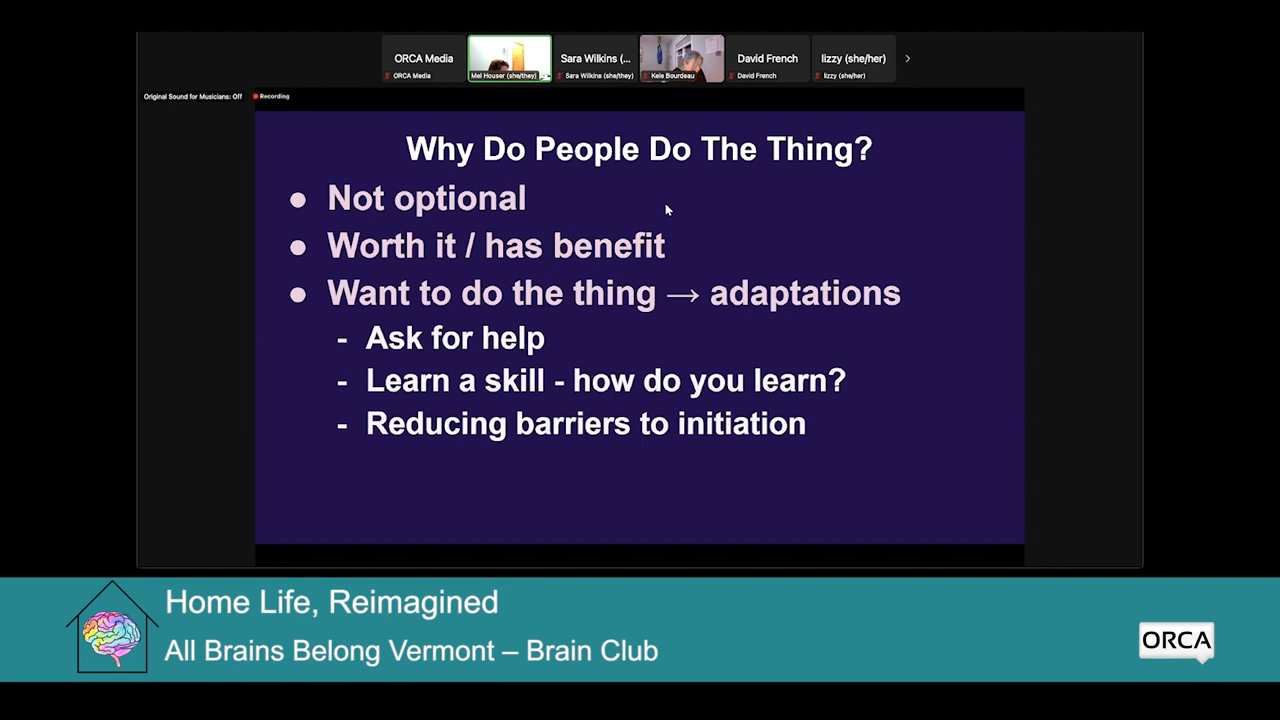 ORCA Media
Sara Wilkins (...
David French
lizzy (she/her)
ORCA Media
Mel Houser (she/they)
Sara Wilkins (she/they)
Kele Bourdeau
David French
lizzy (she/her)
Original Sound for Musicians: Off
Recording
Why Do People Do The Thing?
● Not optional
● Worth it / has benefit
● Want to do the thing → adaptations
- Ask for help
- Learn a skill - how do you learn?
- Reducing barriers to initiation
Home Life, Reimagined
All Brains Belong Vermont – Brain Club
ORCA